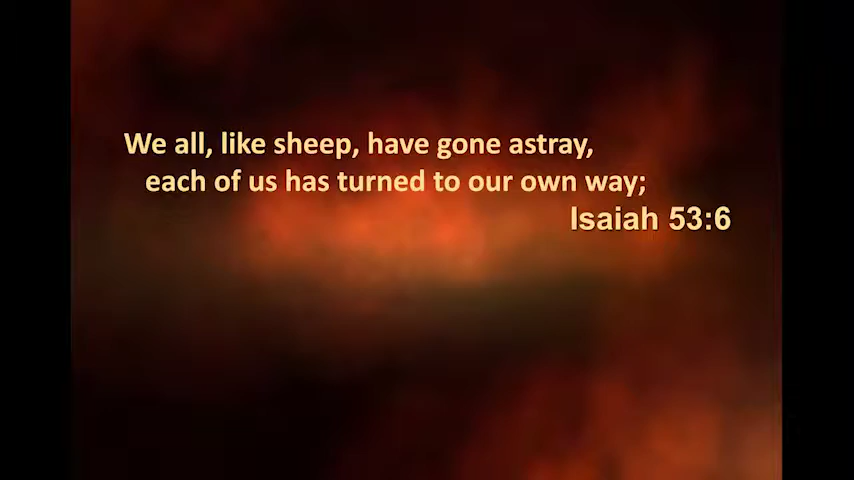 We all, like sheep, have gone astray,
each of us has turned to our own way;
Isaiah 53:6